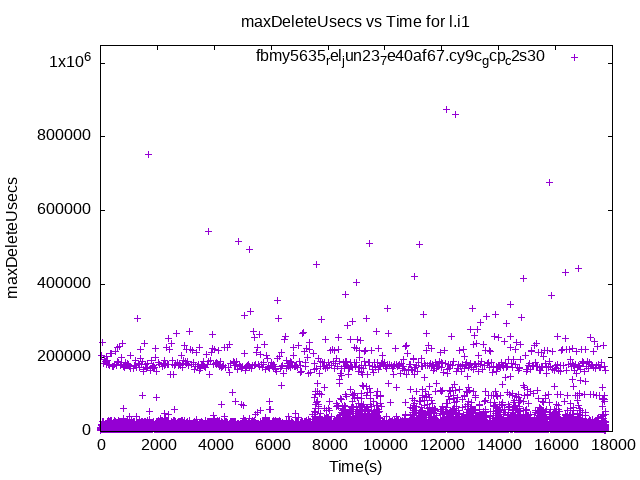 maxDeleteUsecs vs Time for l.i1
fbmy5635_rel_jun23_7e40af67.cy9c_gcp_c2s30
1x10^6
800000
600000
400000
200000
0
maxDeleteUsecs
0 2000 4000 6000 8000 10000 12000 14000 16000 18000
Time(s)